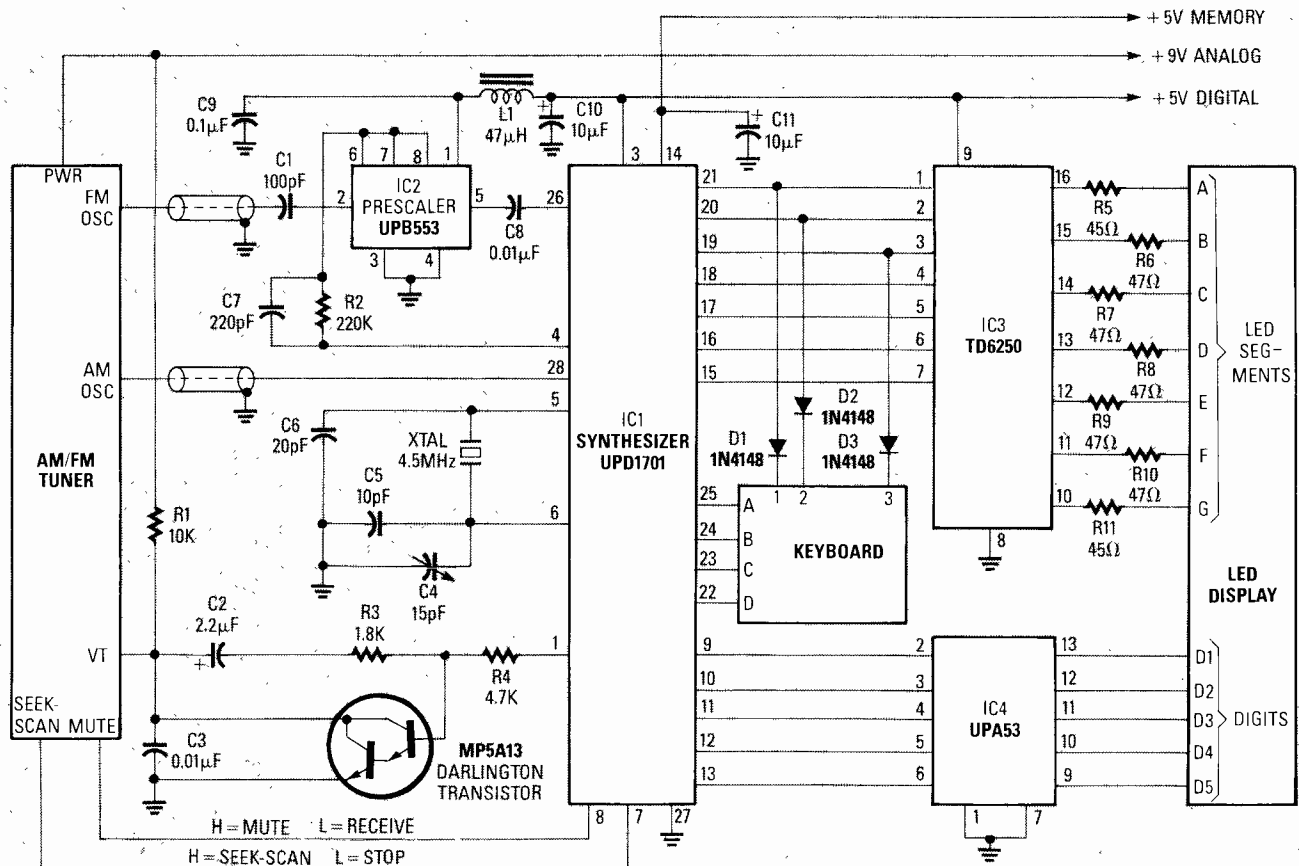 +5V MEMORY
+9V ANALOG
+5V DIGITAL
C9
0.1μF
L1
47μH
C10
10μF
C11
10μF
+
+
PWR
FM
OSC
C1
100pF
6
7
8
1
2
IC2
PRESCALER
UPB553
5
3
4
C8
0.01μF
26
3
14
C7
220pF
R2
220K
4
AM
OSC
28
5
C6
20pF
XTAL
4.5MHz
C5
10pF
6
C4
15pF
AM/FM
TUNER
R1
10K
C2
2.2μF
+
R3
1.8K
R4
4.7K
1
VT
SEEK-
SCAN
MUTE
C3
0.01μF
MP5A13
DARLINGTON
TRANSISTOR
H=MUTE L=RECEIVE
H=SEEK-SCAN L=STOP
8
7
27
IC1
SYNTHESIZER
UPD1701
21
20
19
18
17
16
15
25
24
23
22
9
10
11
12
13
D1
1N4148
D2
1N4148
D3
1N4148
1
2
3
A
B
C
D
KEYBOARD
9
1
2
3
4
5
6
7
IC3
TD6250
8
16
15
14
13
12
11
10
R5
45Ω
R6
47Ω
R7
47Ω
R8
47Ω
R9
47Ω
R10
47Ω
R11
45Ω
A
B
C
D
E
F
G
LED
SEG-
MENTS
LED
DISPLAY
2
3
4
5
6
IC4
UPA53
1
7
13
12
11
10
9
D1
D2
D3
D4
D5
DIGITS